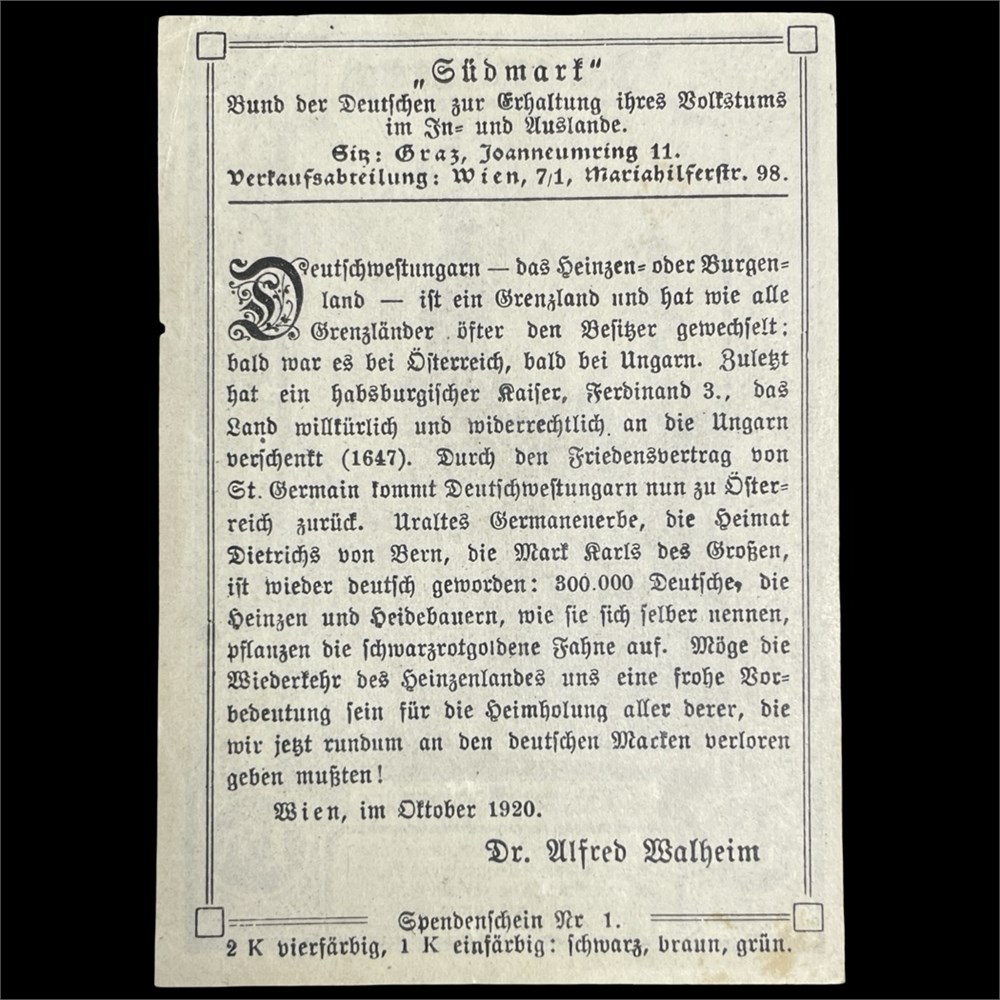 „Südmark“
Bund der Deutschen zur Erhaltung ihres Volkstums
im In- und Auslande.
Sitz: Graz, Joanneumring 11.
Verkaufsabteilung: Wien, 7/1, Mariahilferstr. 98.
Deutschwestungarn — das Heinzen- oder Burgen-
land — ist ein Grenzland und hat wie alle
Grenzländer öfter den Besitzer gewechselt:
bald war es bei Österreich, bald bei Ungarn. Zuletzt
hat ein habsburgischer Kaiser, Ferdinand 3., das
Land willkürlich und widerrechtlich an die Ungarn
verschenkt (1647). Durch den Friedensvertrag von
St. Germain kommt Deutschwestungarn nun zu Öster-
reich zurück. Uraltes Germanenerbe, die Heimat
Dietrichs von Bern, die Mark Karls des Großen,
ist wieder deutsch geworden: 300.000 Deutsche, die
Heinzen und Heidebauern, wie sie sich selber nennen,
pflanzen die schwarzrotgoldene Fahne auf. Möge die
Wiederkehr des Heinzenlandes uns eine frohe Vor-
bedeutung sein für die Heimholung aller derer, die
wir jetzt rundum an den deutschen Marken verloren
geben mußten!
Wien, im Oktober 1920.
Dr. Alfred Walheim
Spendenschein Nr 1.
2 K vierfärbig, 1 K einfärbig: schwarz, braun, grün.